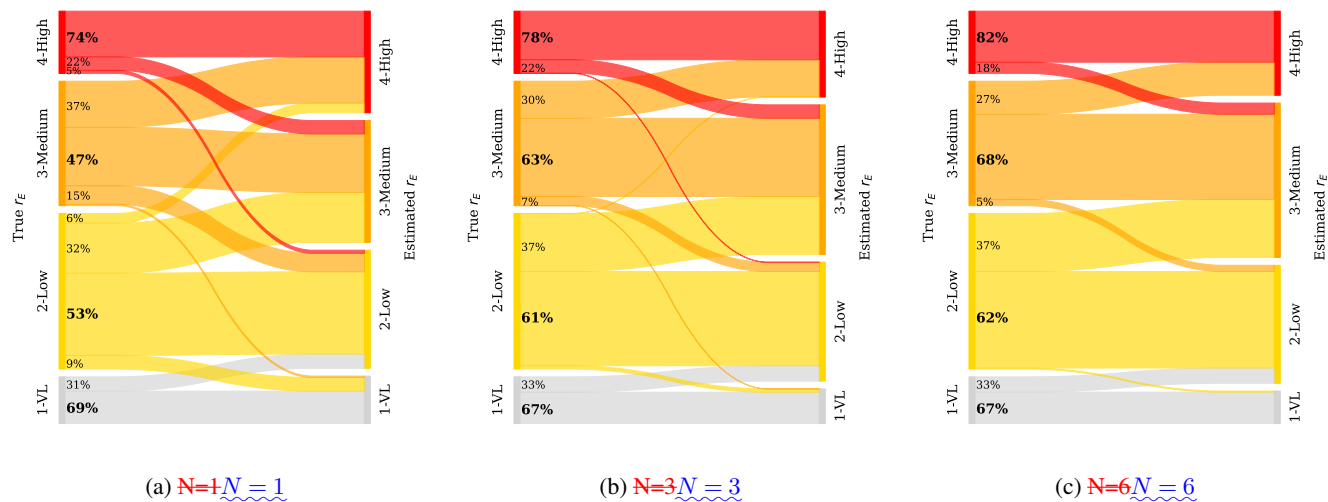 True r_E
4-High
3-Medium
2-Low
1-VL
74%
22%
5%
37%
47%
15%
6%
32%
53%
9%
31%
69%
4-High
3-Medium
2-Low
1-VL
Estimated r_E
(a) N=1N = 1
True r_E
4-High
3-Medium
2-Low
1-VL
78%
22%
30%
63%
7%
37%
61%
33%
67%
4-High
3-Medium
2-Low
1-VL
Estimated r_E
(b) N=3N = 3
True r_E
4-High
3-Medium
2-Low
1-VL
82%
18%
27%
68%
5%
37%
62%
33%
67%
4-High
3-Medium
2-Low
1-VL
Estimated r_E
(c) N=6N = 6